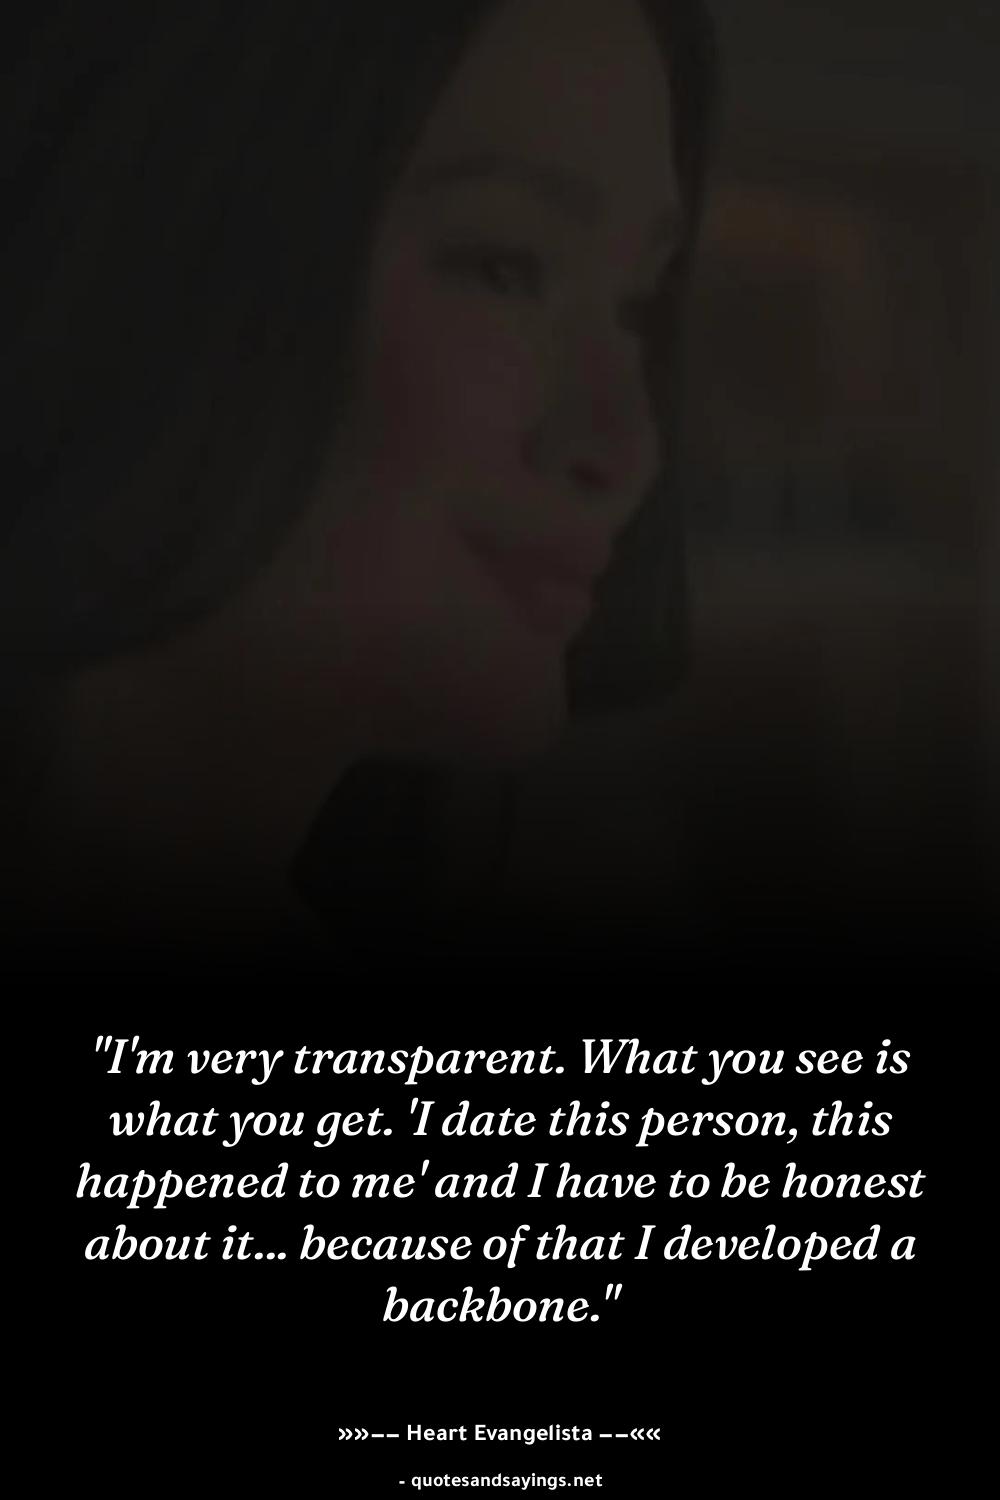 "I'm very transparent. What you see is
what you get. 'I date this person, this
happened to me' and I have to be honest
about it... because of that I developed a
backbone."
»»–– Heart Evangelista ––««
- quotesandsayings.net